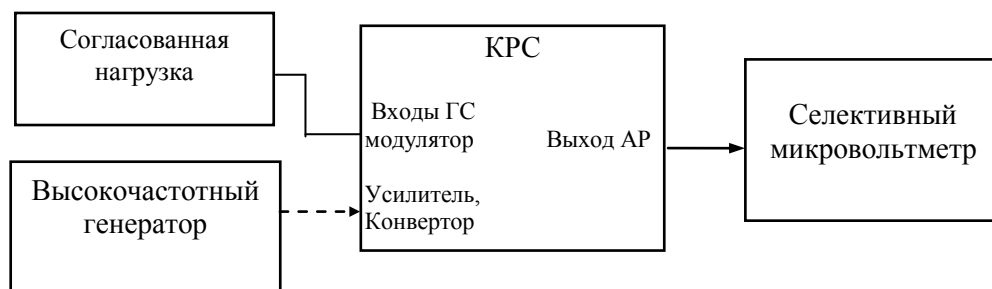 Согласованная
нагрузка
КРС
Входы ГС
модулятор
Выход АР
Селективный
микровольтметр
Высокочастотный
генератор
Усилитель,
Конвертор